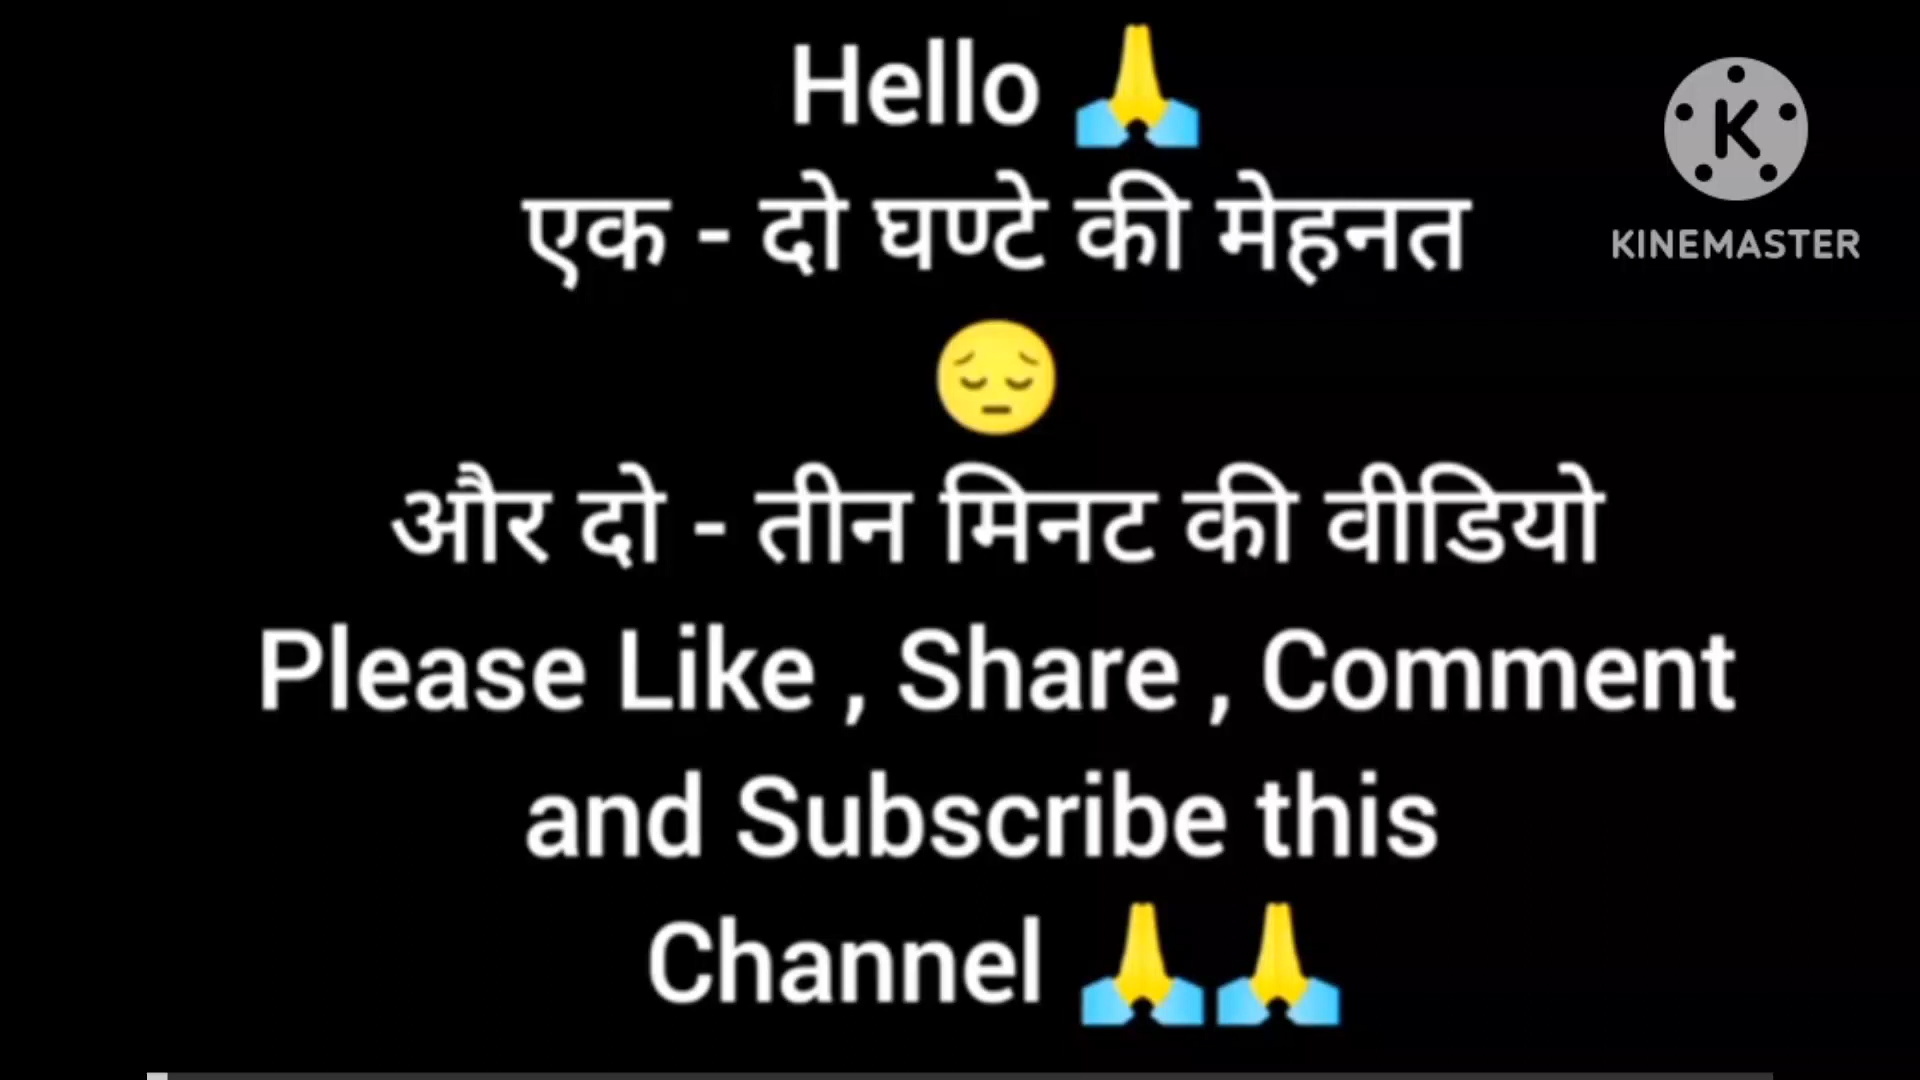 Hello 🙏
एक - दो घण्टे की मेहनत
😔
और दो - तीन मिनट की वीडियो
Please Like , Share , Comment
and Subscribe this
Channel 🙏🙏
K
KINEMASTER